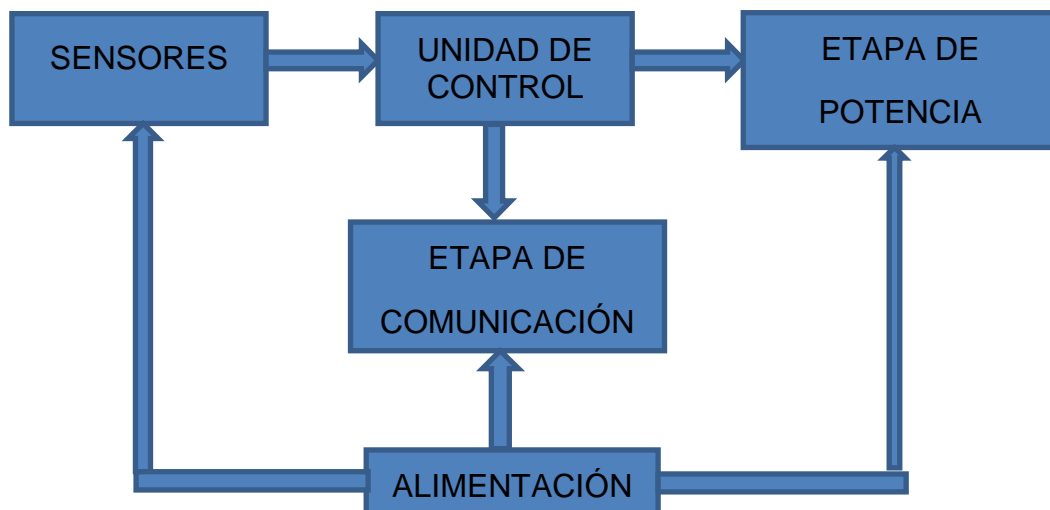 SENSORES
UNIDAD DE
CONTROL
ETAPA DE
POTENCIA
ETAPA DE
COMUNICACIÓN
ALIMENTACIÓN